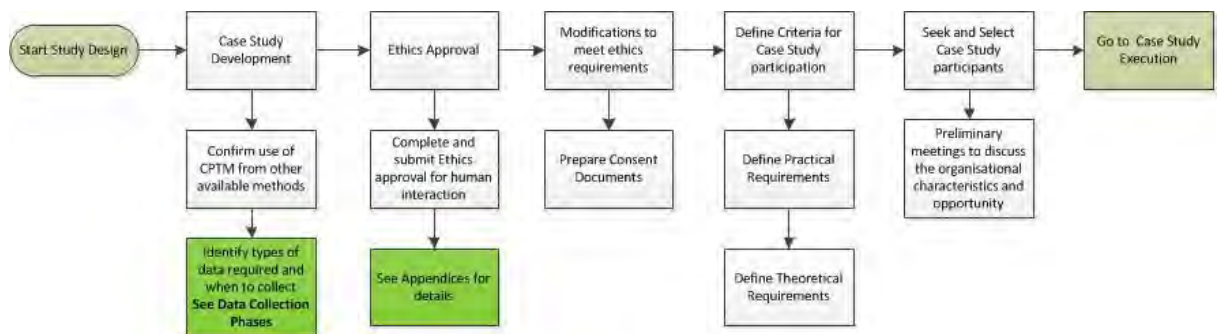 Start Study Design
Case Study
Development
Ethics Approval
Modifications to
meet ethics
requirements
Define Criteria for
Case Study
participation
Seek and Select
Case Study
participants
Go to Case Study
Execution
Confirm use of
CPTM from other
available methods
Complete and
submit Ethics
approval for human
interaction
Prepare Consent
Documents
Define Practical
Requirements
Preliminary
meetings to discuss
the organisational
characteristics and
opportunity
Identify types of
data required and
when to collect
See Data Collection
Phases
See Appendices for
details
Define Theoretical
Requirements